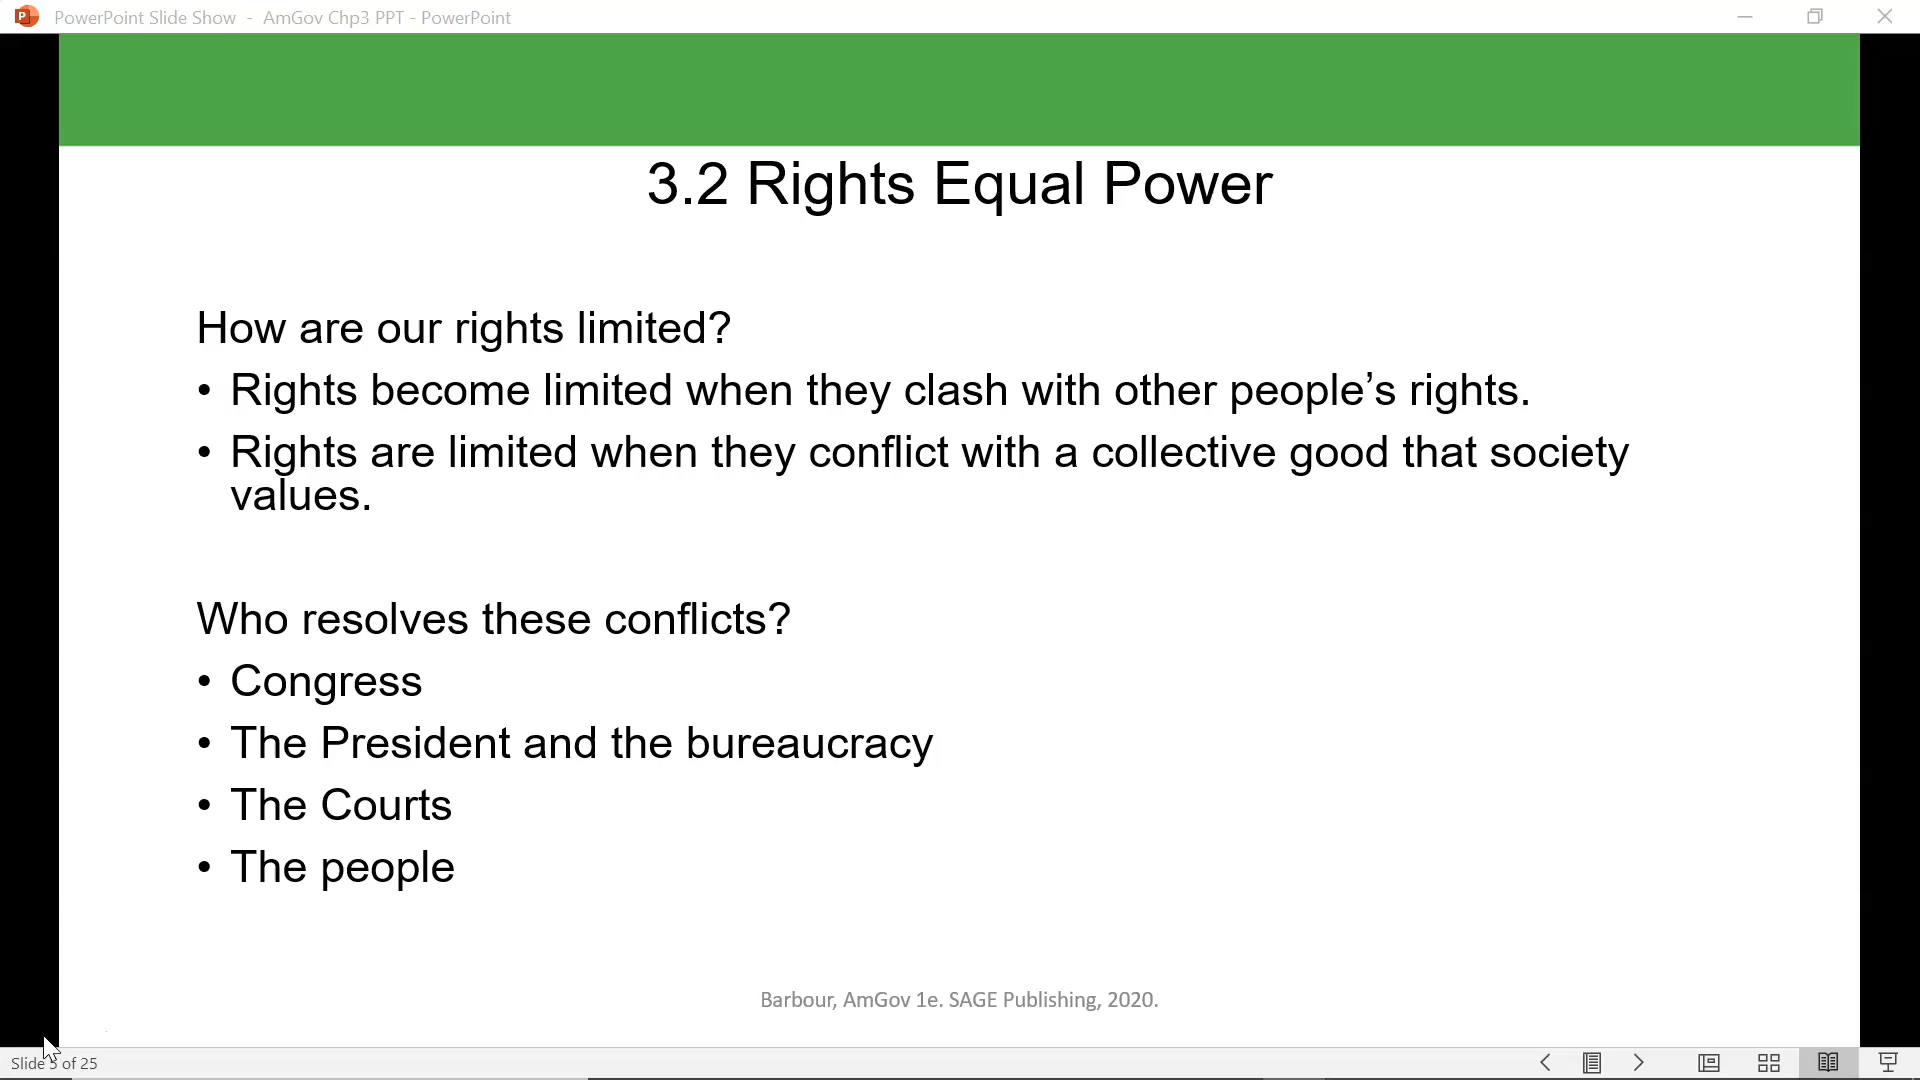 PowerPoint Slide Show - AmGov Chp3 PPT - PowerPoint
3.2 Rights Equal Power
How are our rights limited?
• Rights become limited when they clash with other people’s rights.
• Rights are limited when they conflict with a collective good that society
values.
Who resolves these conflicts?
• Congress
• The President and the bureaucracy
• The Courts
• The people
Barbour, AmGov 1e. SAGE Publishing, 2020.
Slide 5 of 25